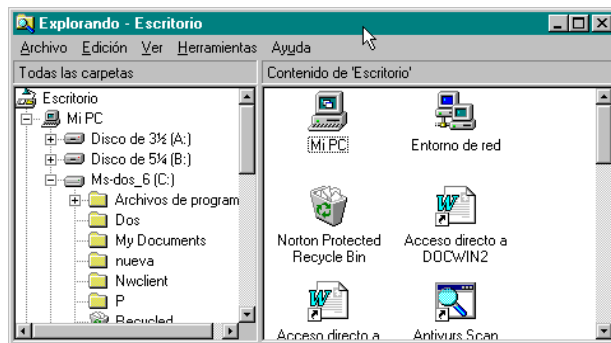 Explorando - Escritorio
Archivo Edición Ver Herramientas Ayuda
Todas las carpetas
Contenido de 'Escritorio'
Escritorio
Mi PC
Disco de 3½ (A:)
Disco de 5¼ (B:)
Ms-dos_6 (C:)
Archivos de program
Dos
My Documents
nueva
Nwclient
P
Recycled
Mi PC
Entorno de red
Norton Protected
Recycle Bin
Acceso directo a
DOCWIN2
Acceso directo a
Antivurs Scan